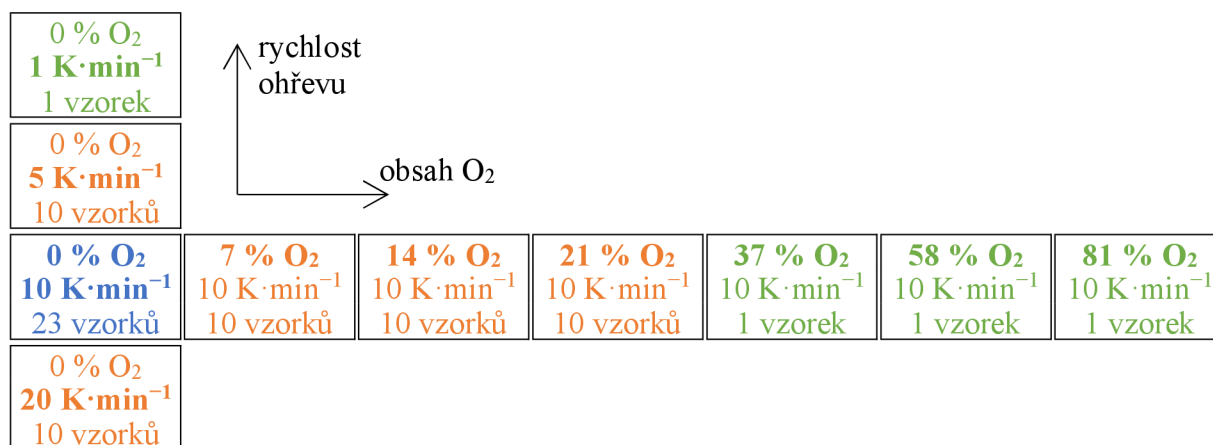 0 % O₂
1 K·min⁻¹
1 vzorek
rychlost
ohřevu
0 % O₂
5 K·min⁻¹
10 vzorků
obsah O₂
0 % O₂
10 K·min⁻¹
23 vzorků
7 % O₂
10 K·min⁻¹
10 vzorků
14 % O₂
10 K·min⁻¹
10 vzorků
21 % O₂
10 K·min⁻¹
10 vzorků
37 % O₂
10 K·min⁻¹
1 vzorek
58 % O₂
10 K·min⁻¹
1 vzorek
81 % O₂
10 K·min⁻¹
1 vzorek
0 % O₂
20 K·min⁻¹
10 vzorků